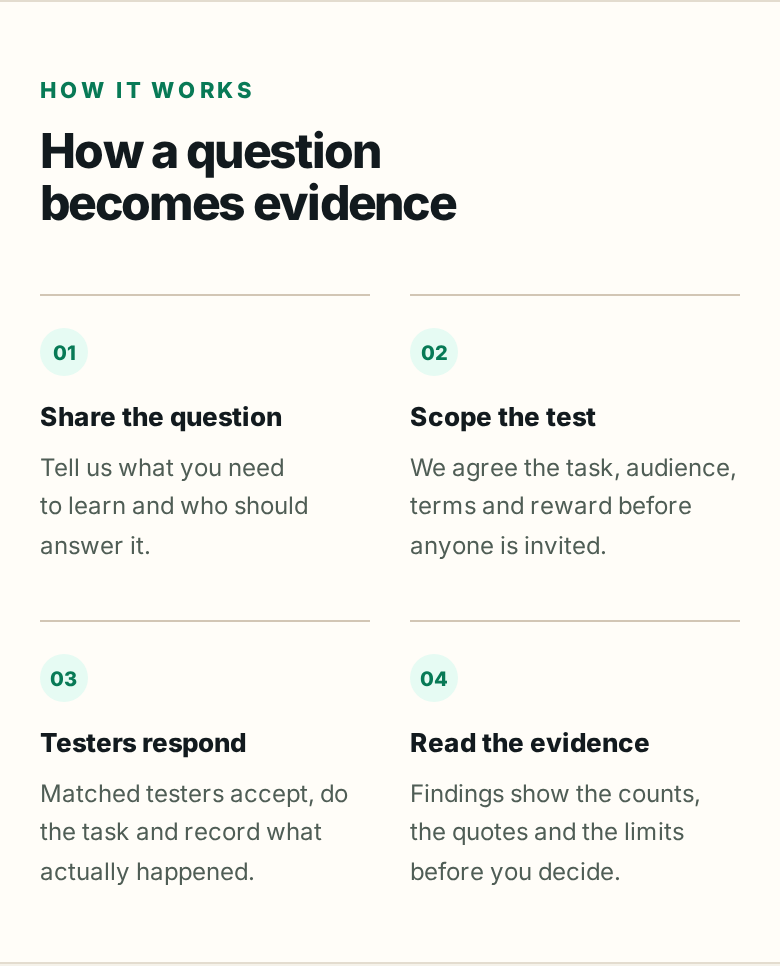 HOW IT WORKS
How a question
becomes evidence
01
Share the question
Tell us what you need
to learn and who should
answer it.
02
Scope the test
We agree the task, audience,
terms and reward before
anyone is invited.
03
Testers respond
Matched testers accept, do
the task and record what
actually happened.
04
Read the evidence
Findings show the counts,
the quotes and the limits
before you decide.